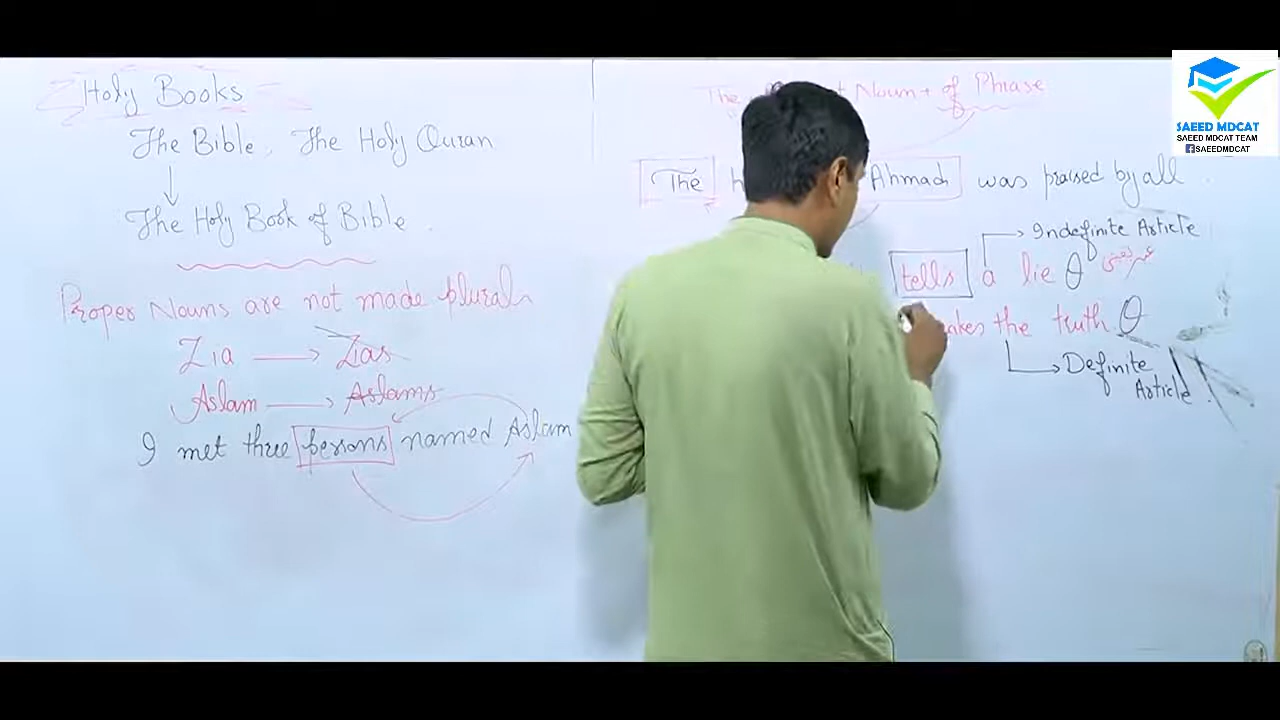 Holy Books
The Bible, The Holy Quran
The Holy Book of Bible.
Proper Nouns are not made plural
Zia → Zias
Aslam → Aslams
I met three persons named Aslam
The Noun + of Phrase
The Ahmad was praised by all.
Indefinite Article
tells a lie
the truth
Definite
Article.
SAEED MDCAT
SAEED MDCAT TEAM
SAEEDMDCAT